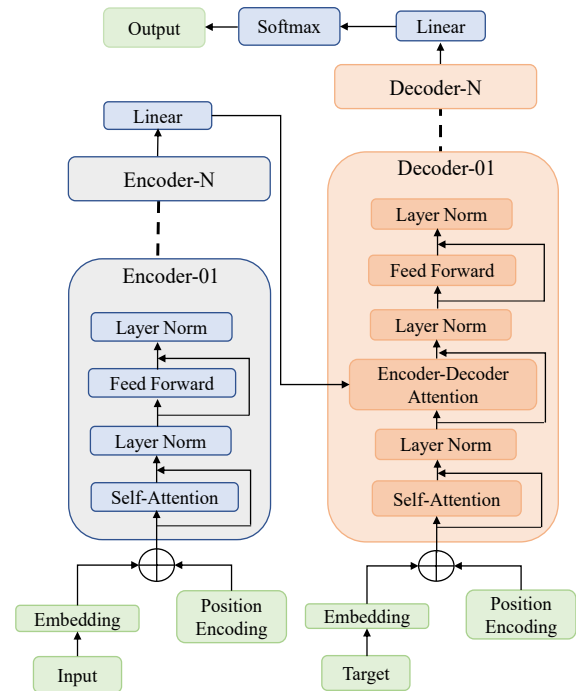 Output
Softmax
Linear
Decoder-N
Linear
Encoder-N
Decoder-01
Layer Norm
Feed Forward
Layer Norm
Encoder-Decoder
Attention
Layer Norm
Self-Attention
Encoder-01
Layer Norm
Feed Forward
Layer Norm
Self-Attention
Embedding
Position
Encoding
Input
Embedding
Position
Encoding
Target